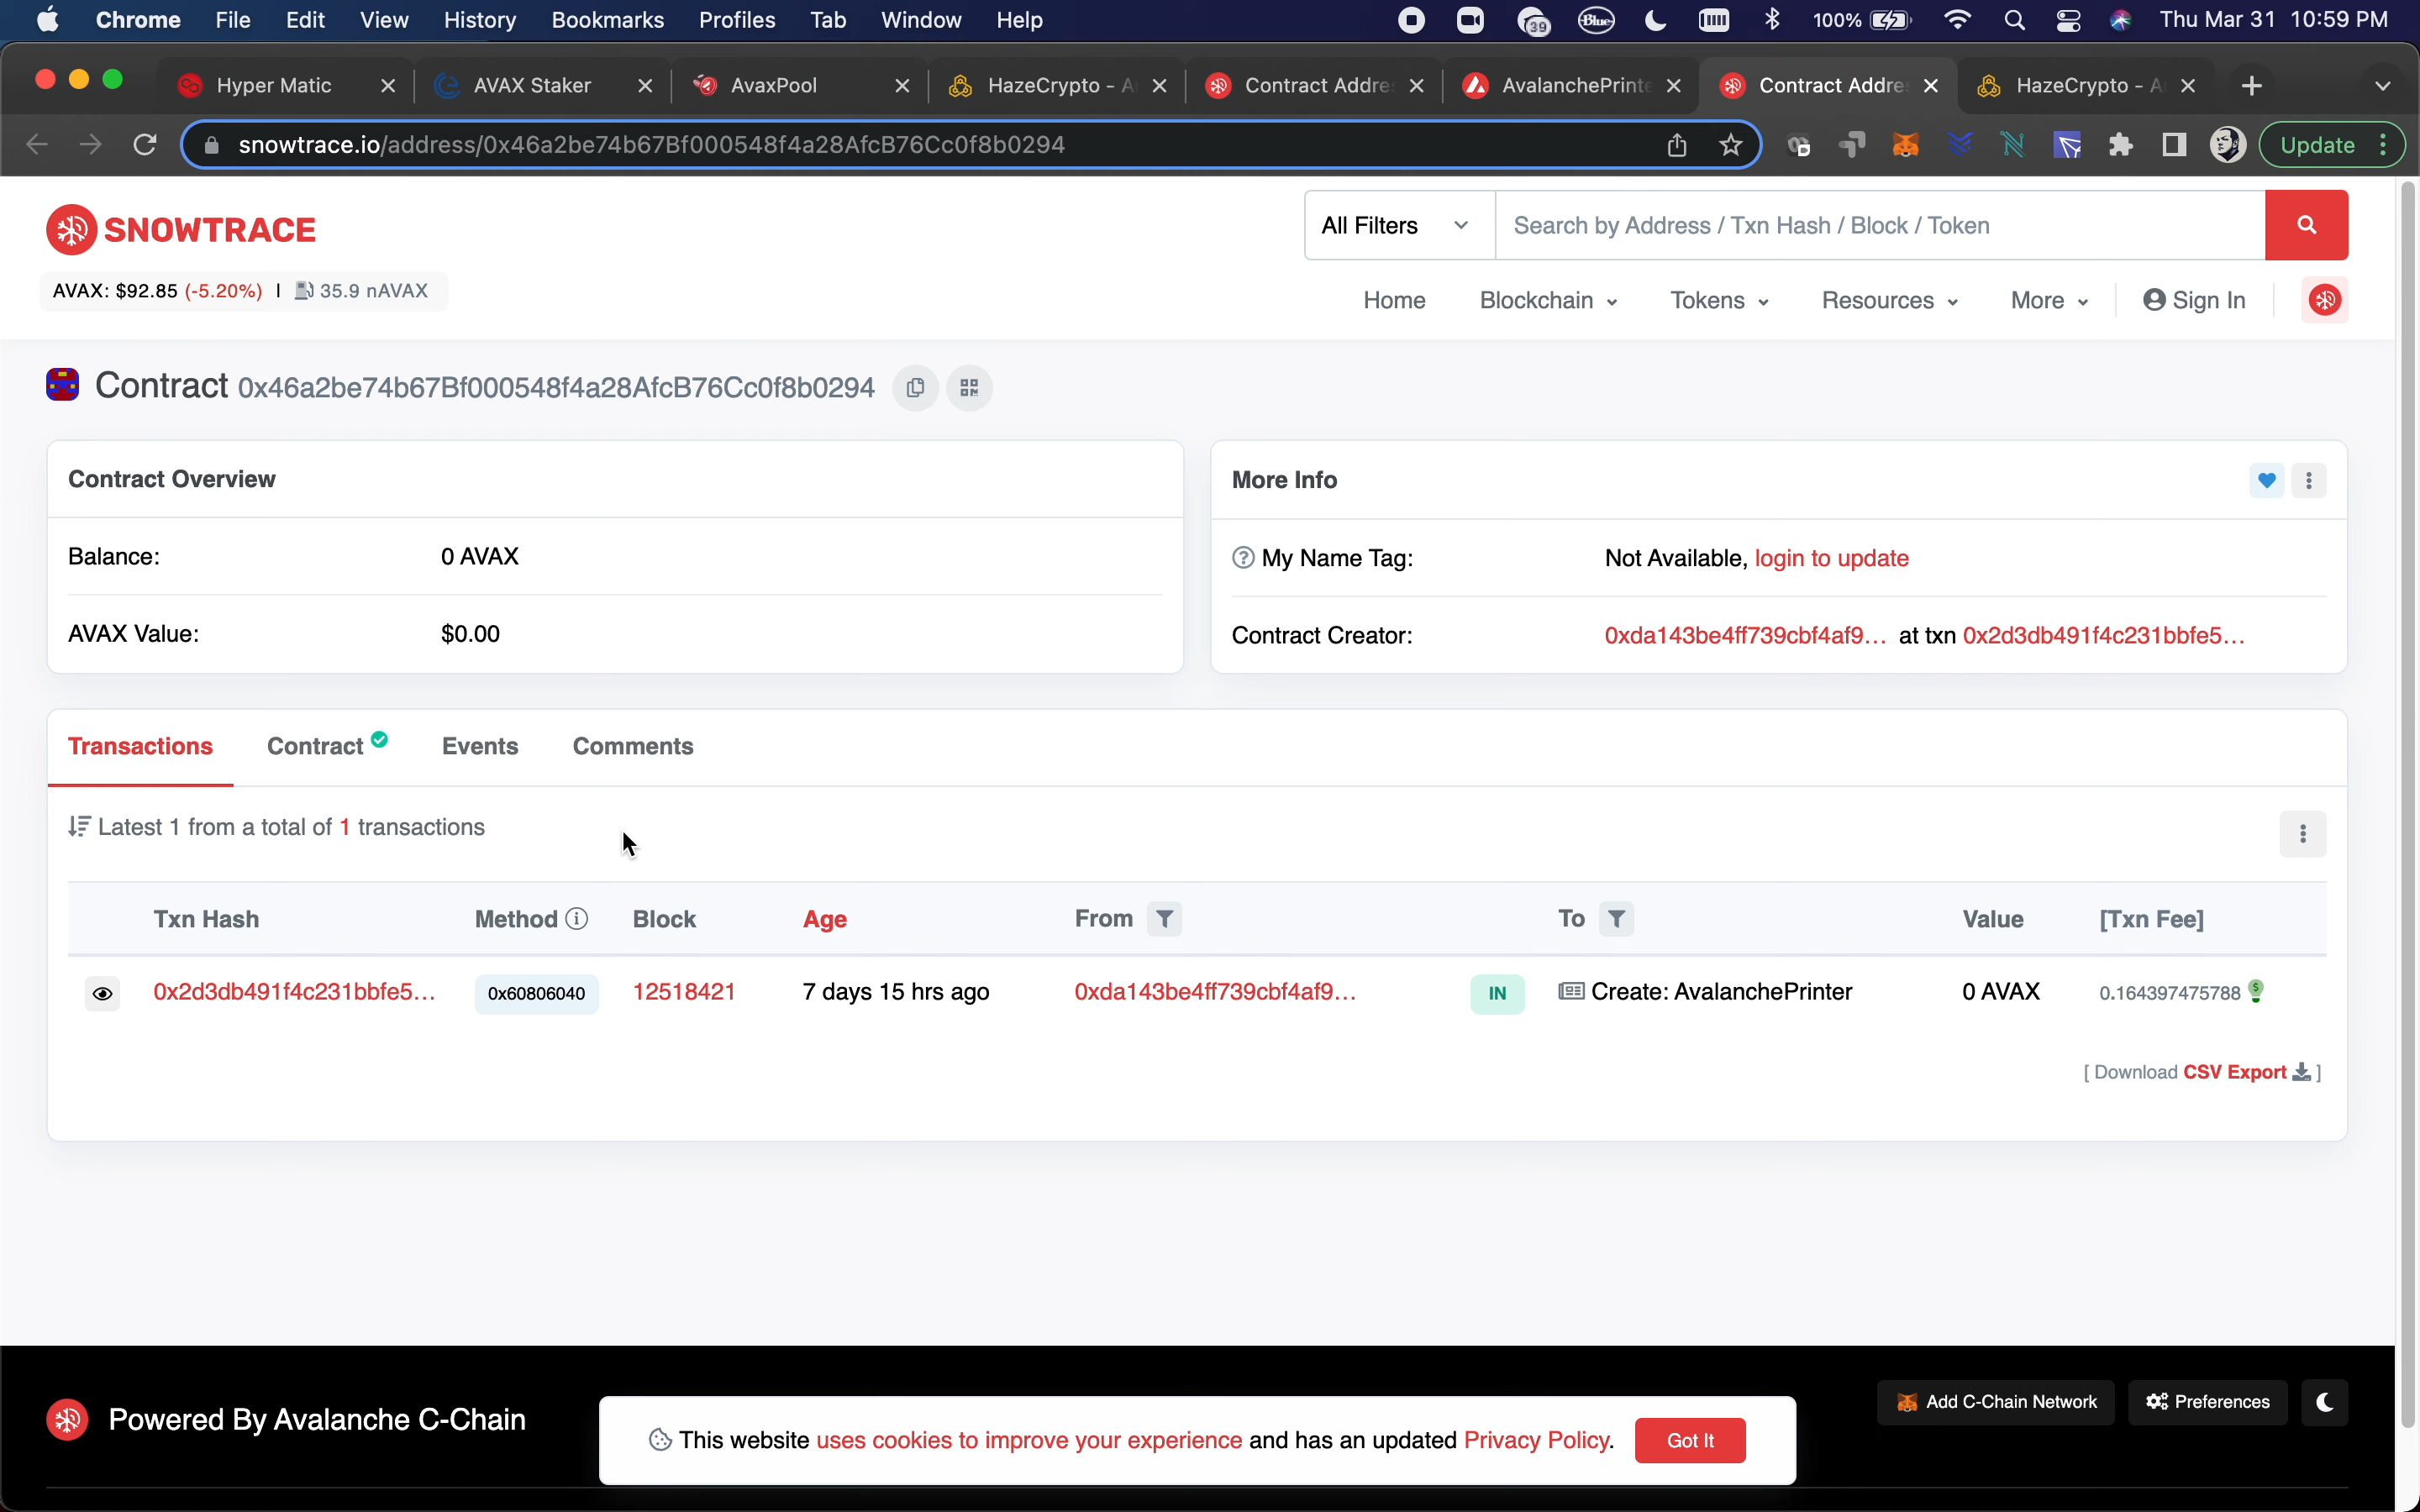 Chrome File Edit View History Bookmarks Profiles Tab Window Help 39 Blue 100% Thu Mar 31 10:59 PM
Hyper Matic AVAX Staker AvaxPool HazeCrypto - A Contract Addre AvalanchePrinte Contract Addre HazeCrypto - A
snowtrace.io/address/0x46a2be74b67Bf000548f4a28AfcB76Cc0f8b0294 Update
SNOWTRACE
All Filters Search by Address / Txn Hash / Block / Token
AVAX: $92.85 (-5.20%) | 35.9 nAVAX
Home Blockchain Tokens Resources More Sign In
Contract 0x46a2be74b67Bf000548f4a28AfcB76Cc0f8b0294
Contract Overview
Balance: 0 AVAX
AVAX Value: $0.00
More Info
My Name Tag: Not Available, login to update
Contract Creator: 0xda143be4ff739cbf4af9... at txn 0x2d3db491f4c231bbfe5...
Transactions Contract Events Comments
Latest 1 from a total of 1 transactions
Txn Hash Method Block Age From To Value [Txn Fee]
0x2d3db491f4c231bbfe5... 0x60806040 12518421 7 days 15 hrs ago 0xda143be4ff739cbf4af9... IN Create: AvalanchePrinter 0 AVAX 0.164397475788
[ Download CSV Export ]
Powered By Avalanche C-Chain
Add C-Chain Network Preferences
This website uses cookies to improve your experience and has an updated Privacy Policy. Got It